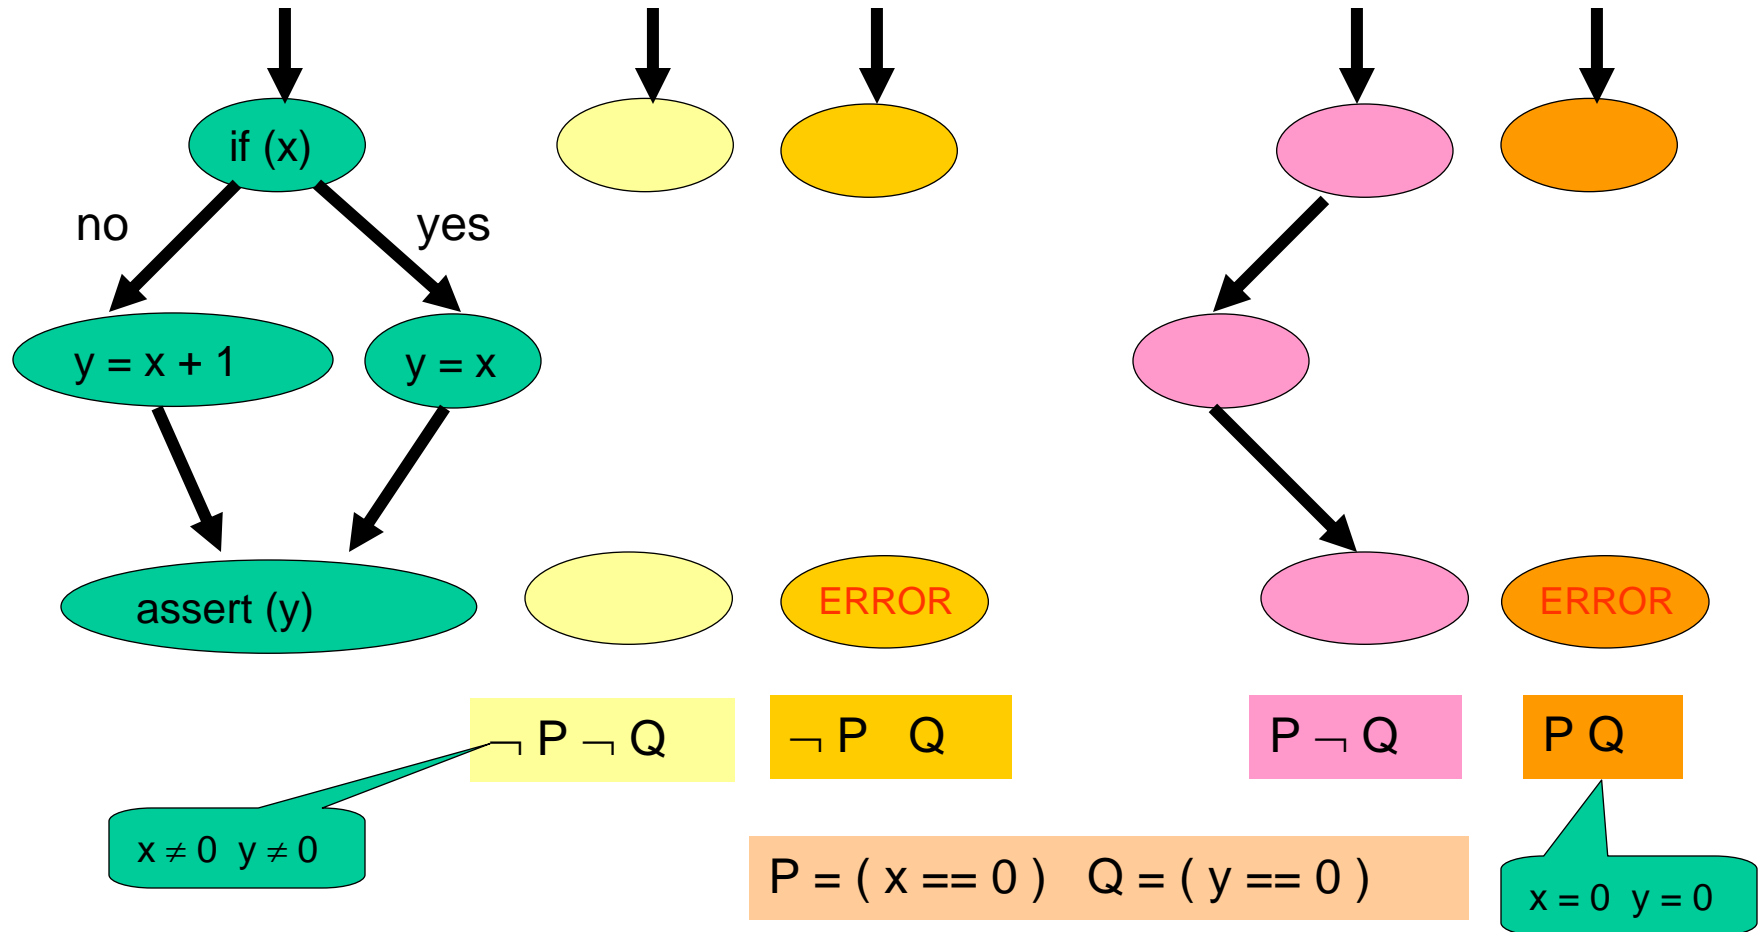 if (x)
no
yes
y = x + 1
y = x
assert (y)
ERROR
ERROR
¬ P ¬ Q
¬ P Q
P ¬ Q
P Q
x ≠ 0 y ≠ 0
P = ( x == 0 ) Q = ( y == 0 )
x = 0 y = 0